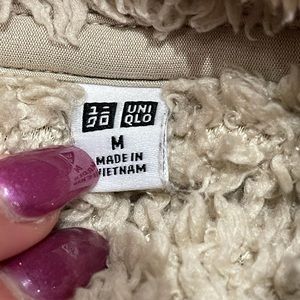 ユニ UNI
クロ QLO
M
MADE IN
VIETNAM